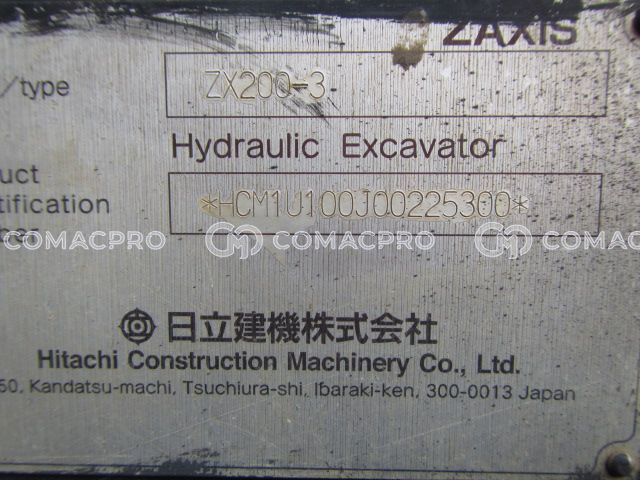 ZAXIS
/type
ZX200-3
Hydraulic Excavator
uct
tification
ber
*HCM1U100J00225300*
COMACPRO COMACPRO COMACPRO
日立建機株式会社
Hitachi Construction Machinery Co., Ltd.
50, Kandatsu-machi, Tsuchiura-shi, Ibaraki-ken, 300-0013 Japan